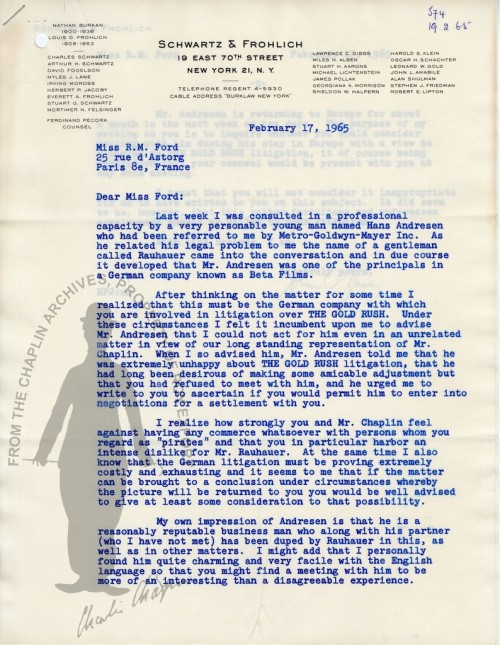 574
19 2 65
NATHAN BURKAN
1900-1936
LOUIS D. FROHLICH
1908-1953
CHARLES SCHWARTZ
ARTHUR H. SCHWARTZ
DAVID FOGELSON
MYLES J. LANE
IRVING MOROSS
HERBERT P. JACOBY
EVERETT A. FROHLICH
STUART G. SCHWARTZ
MORTIMER H. FELSINGER
FERDINAND PECORA
COUNSEL
SCHWARTZ & FROHLICH
19 EAST 70TH STREET
NEW YORK 21, N.Y.
TELEPHONE REGENT 4-5930
CABLE ADDRESS "BURKLAW NEW YORK"
LAWRENCE E. GIBBS
MILES M. ALBEN
STUART H. AARONS
MICHAEL LICHTENSTEIN
JAMES POLLAK
GEORGIANA K. MORRISON
SHELDON W. HALPERN
HAROLD S. KLEIN
OSCAR H. SCHACHTER
LEONARD W. GOLD
JOHN L. AMABILE
ALAN SHULMAN
STEPHEN J. FRIEDMAN
ROBERT E. LIPTON
February 17, 1965
Miss R.M. Ford
25 rue d'Astorg
Paris 8e, France
Dear Miss Ford:
Last week I was consulted in a professional
capacity by a very personable young man named Hans Andresen
who had been referred to me by Metro-Goldwyn-Mayer Inc. As
he related his legal problem to me the name of a gentleman
called Rauhauer came into the conversation and in due course
it developed that Mr. Andresen was one of the principals in
a German company known as Beta Films.
After thinking on the matter for some time I
realized that this must be the German company with which
you are involved in litigation over THE GOLD RUSH. Under
these circumstances I felt it incumbent upon me to advise
Mr. Andresen that I could not act for him even in an unrelated
matter in view of our long standing representation of Mr.
Chaplin. When I so advised him, Mr. Andresen told me that he
was extremely unhappy about THE GOLD RUSH litigation, that he
had long been desirous of making some amicable adjustment but
that you had refused to meet with him, and he urged me to
write to you to ascertain if you would permit him to enter into
negotiations for a settlement with you.
I realize how strongly you and Mr. Chaplin feel
against having any commerce whatsoever with persons whom you
regard as "pirates" and that you in particular harbor an
intense dislike for Mr. Rauhauer. At the same time I also
know that the German litigation must be proving extremely
costly and exhausting and it seems to me that if the matter
can be brought to a conclusion under circumstances whereby
the picture will be returned to you you would be well advised
to give at least some consideration to that possibility.
My own impression of Andresen is that he is a
reasonably reputable business man who along with his partner
(who I have not met) has been duped by Rauhauer in this, as
well as in other matters. I might add that I personally
found him quite charming and very facile with the English
language so that you might find a meeting with him to be
more of an interesting than a disagreeable experience.
FROM THE CHAPLIN ARCHIVES,
Charlie Chaplin